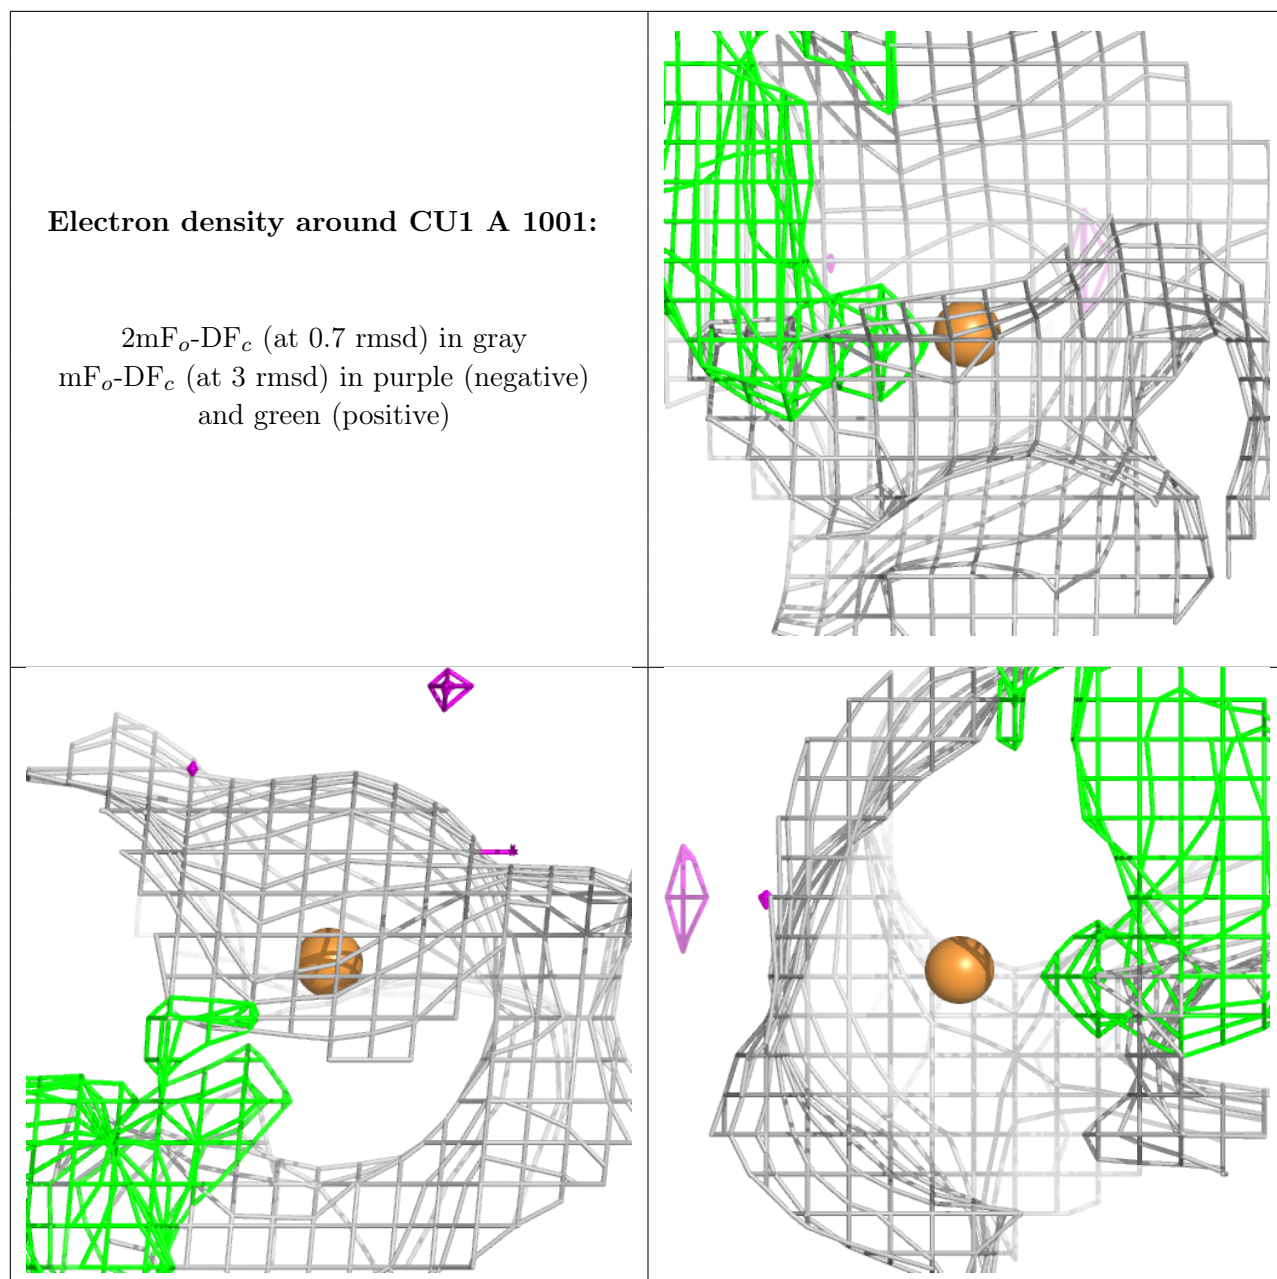 Electron density around CU1 A 1001:
2mFo-DFc (at 0.7 rmsd) in gray
mFo-DFc (at 3 rmsd) in purple (negative)
and green (positive)